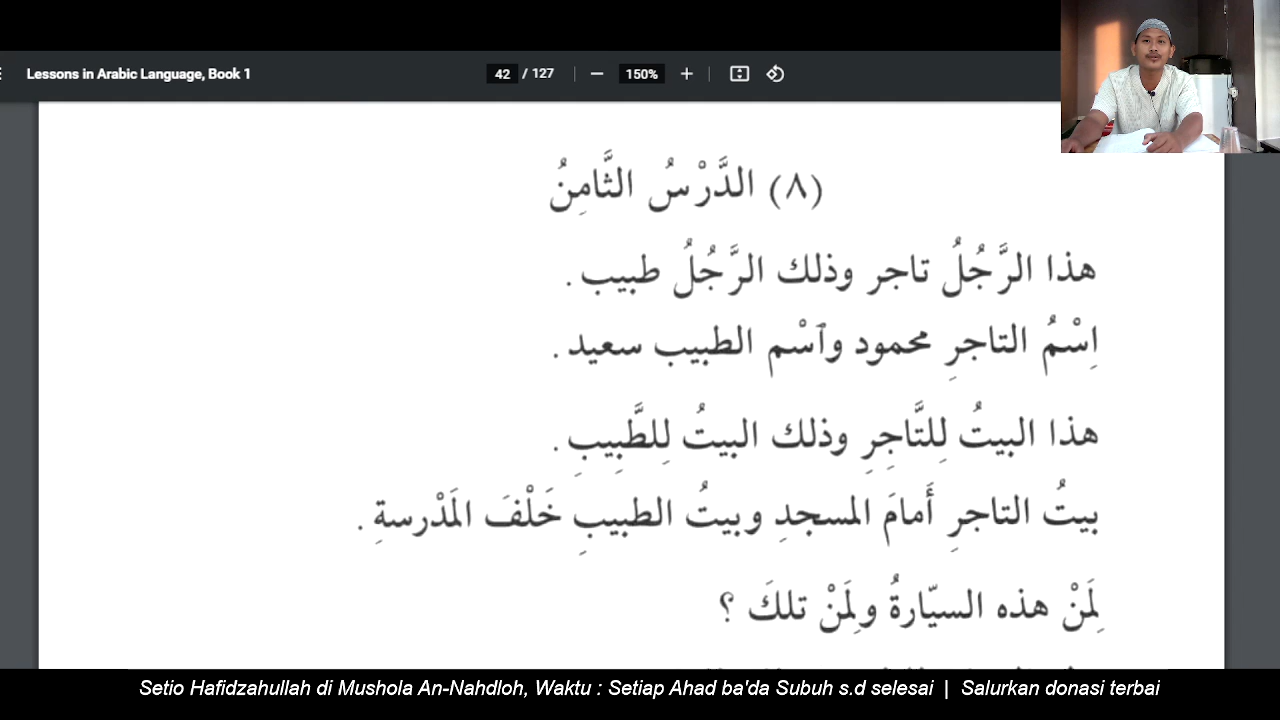 Lessons in Arabic Language, Book 1
42 / 127
150%
(٨) الدَّرْسُ الثَّامِنُ
هذا الرَّجُلُ تاجر وذلك الرَّجُلُ طبيب .
اِسْمُ التاجرِ محمود وٱسْم الطبيب سعيد .
هذا البيتُ لِلتَّاجِرِ وذلك البيتُ لِلطَّبِيبِ .
بيتُ التاجرِ أَمامَ المسجدِ وبيتُ الطبيبِ خَلْفَ المَدْرسةِ .
لِمَنْ هذه السيّارةُ ولِمَنْ تلكَ ؟
Setio Hafidzahullah di Mushola An-Nahdloh, Waktu : Setiap Ahad ba'da Subuh s.d selesai | Salurkan donasi terbai